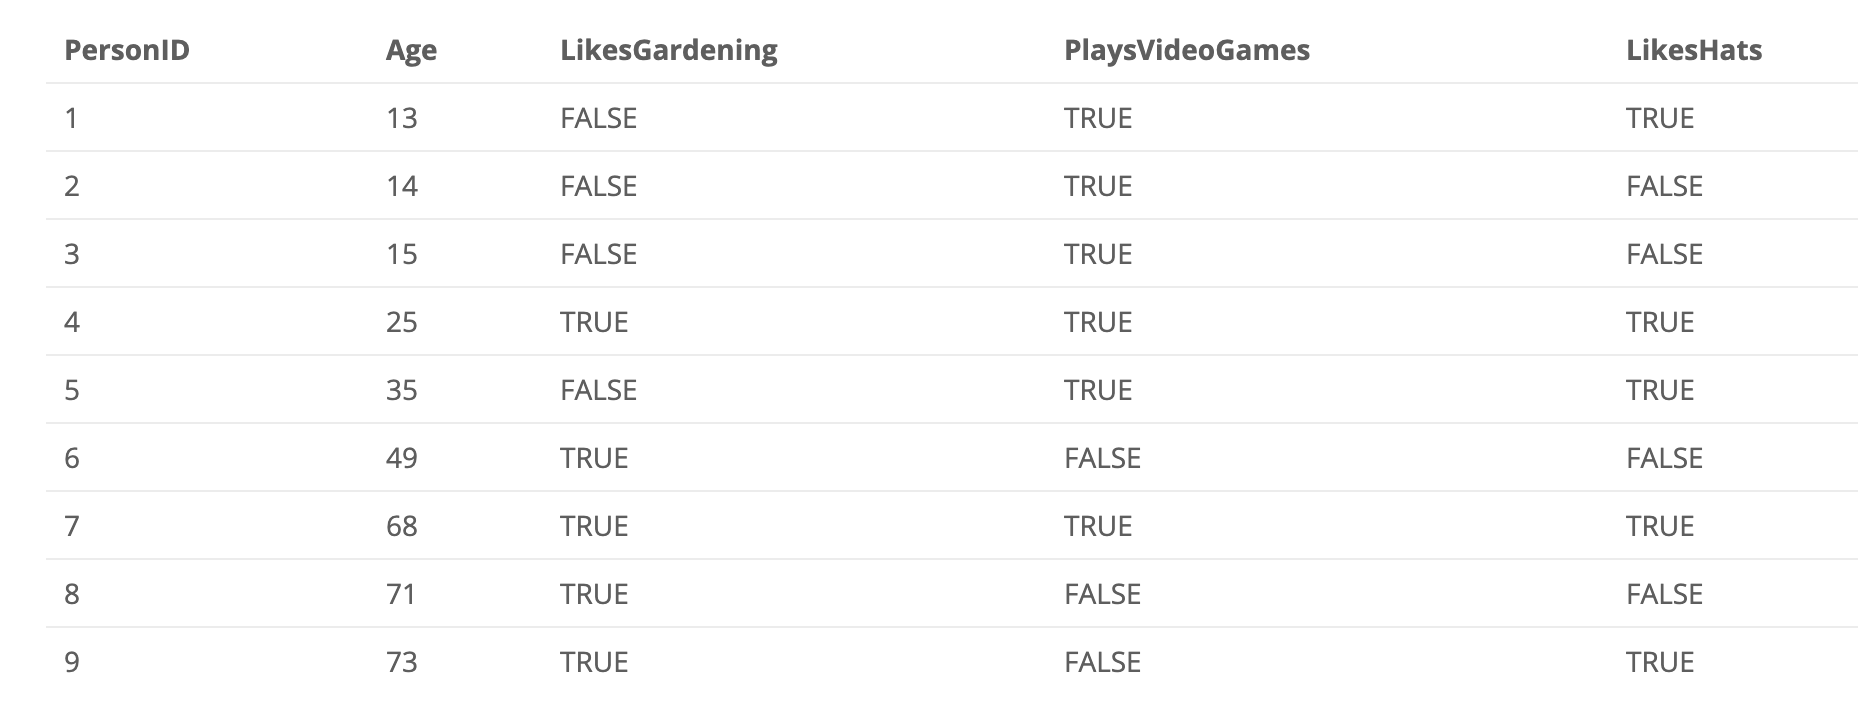 PersonID Age LikesGardening PlaysVideoGames LikesHats
1 13 FALSE TRUE TRUE
2 14 FALSE TRUE FALSE
3 15 FALSE TRUE FALSE
4 25 TRUE TRUE TRUE
5 35 FALSE TRUE TRUE
6 49 TRUE FALSE FALSE
7 68 TRUE TRUE TRUE
8 71 TRUE FALSE FALSE
9 73 TRUE FALSE TRUE